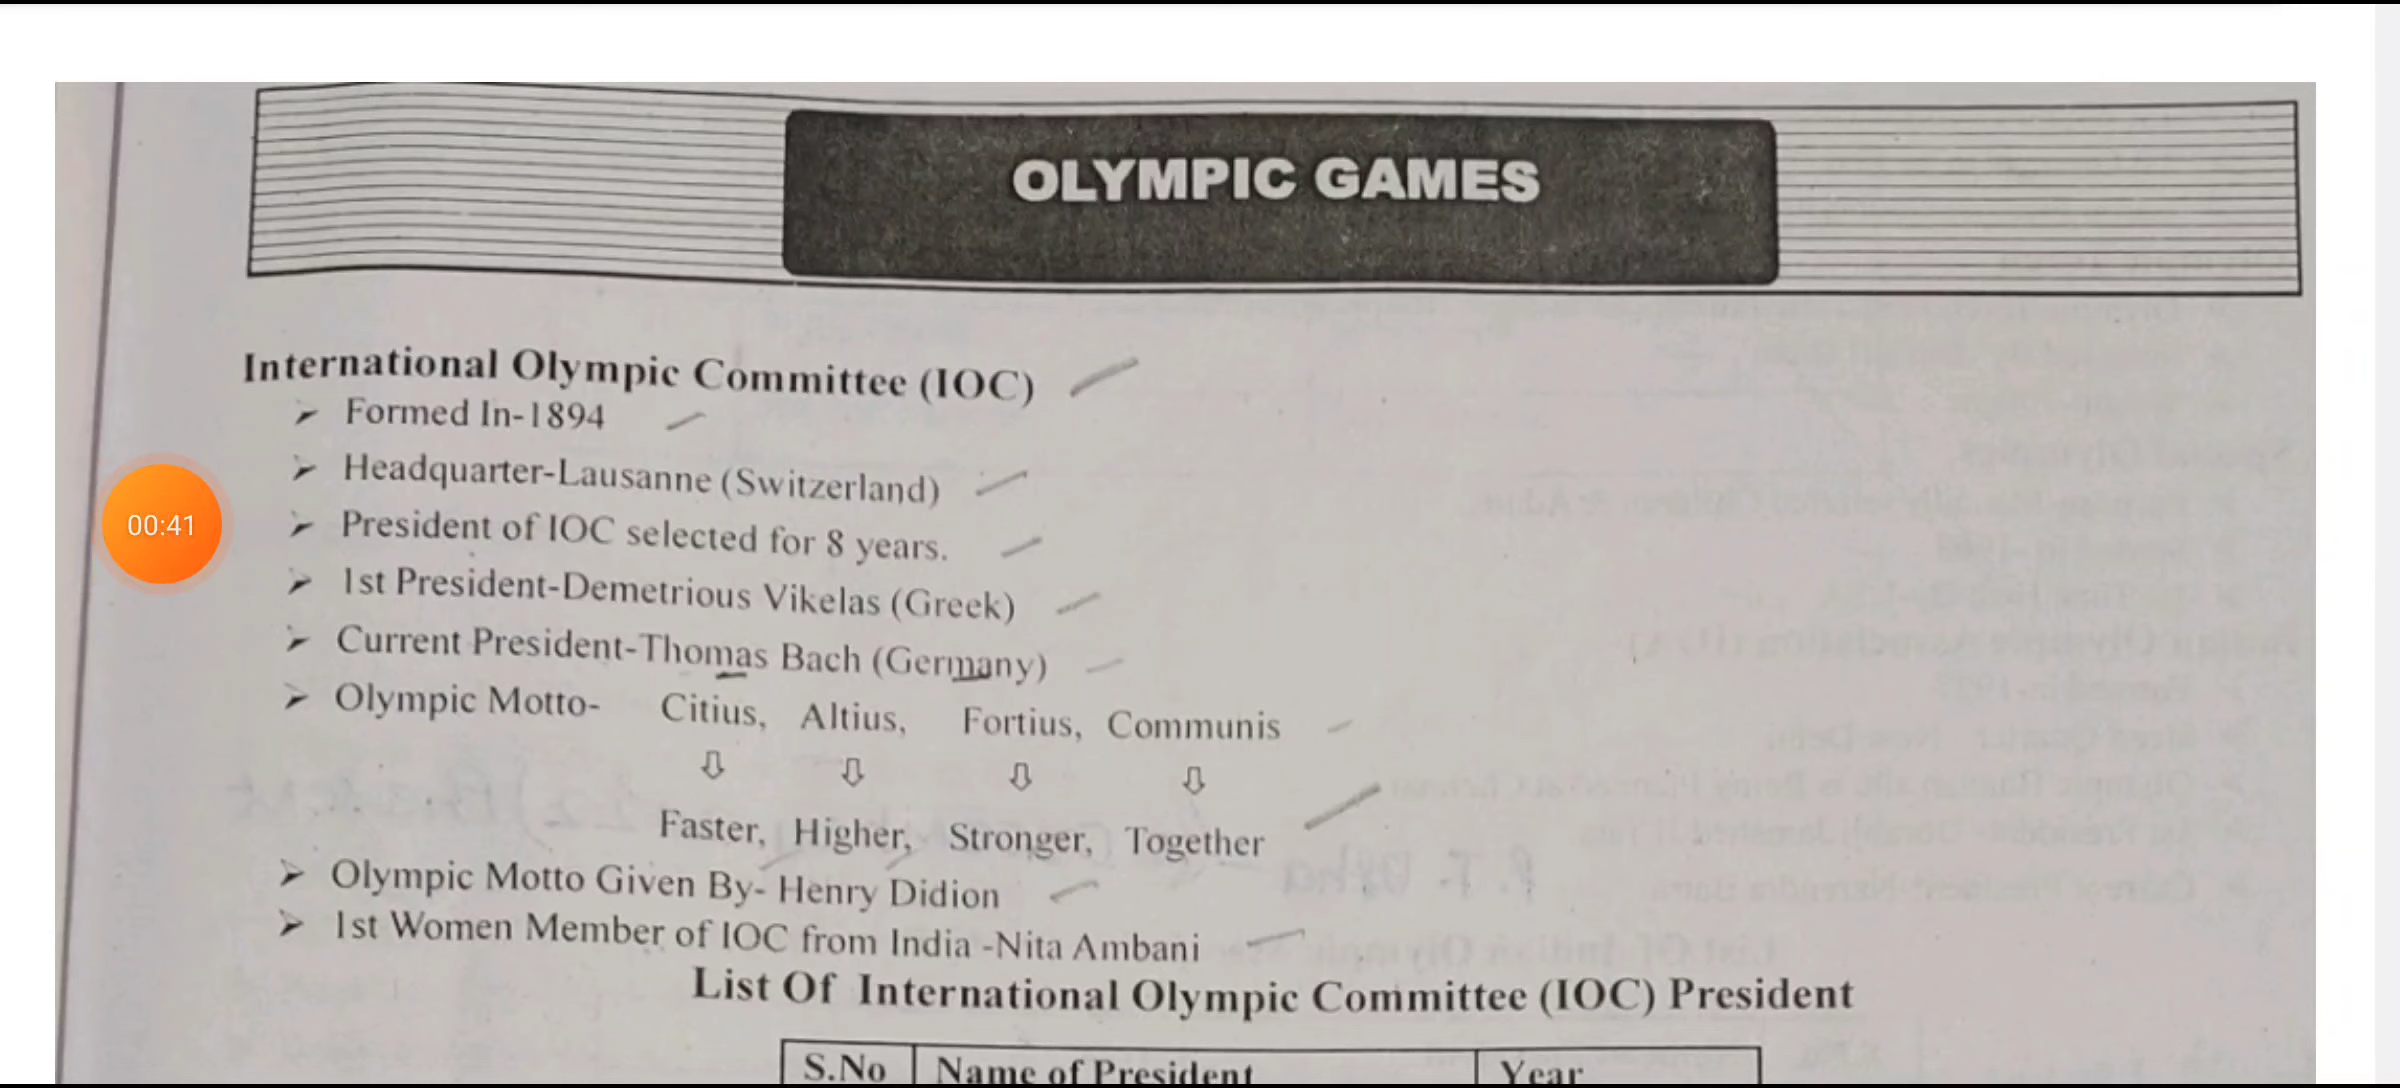 OLYMPIC GAMES
International Olympic Committee (IOC)
➤ Formed In-1894
➤ Headquarter-Lausanne (Switzerland)
➤ President of IOC selected for 8 years.
➤ 1st President-Demetrious Vikelas (Greek)
➤ Current President-Thomas Bach (Germany)
➤ Olympic Motto- Citius, Altius, Fortius, Communis
⇩ ⇩ ⇩ ⇩
Faster, Higher, Stronger, Together
➤ Olympic Motto Given By- Henry Didion
➤ 1st Women Member of IOC from India -Nita Ambani
List Of International Olympic Committee (IOC) President
S.No Name of President Year
00:41